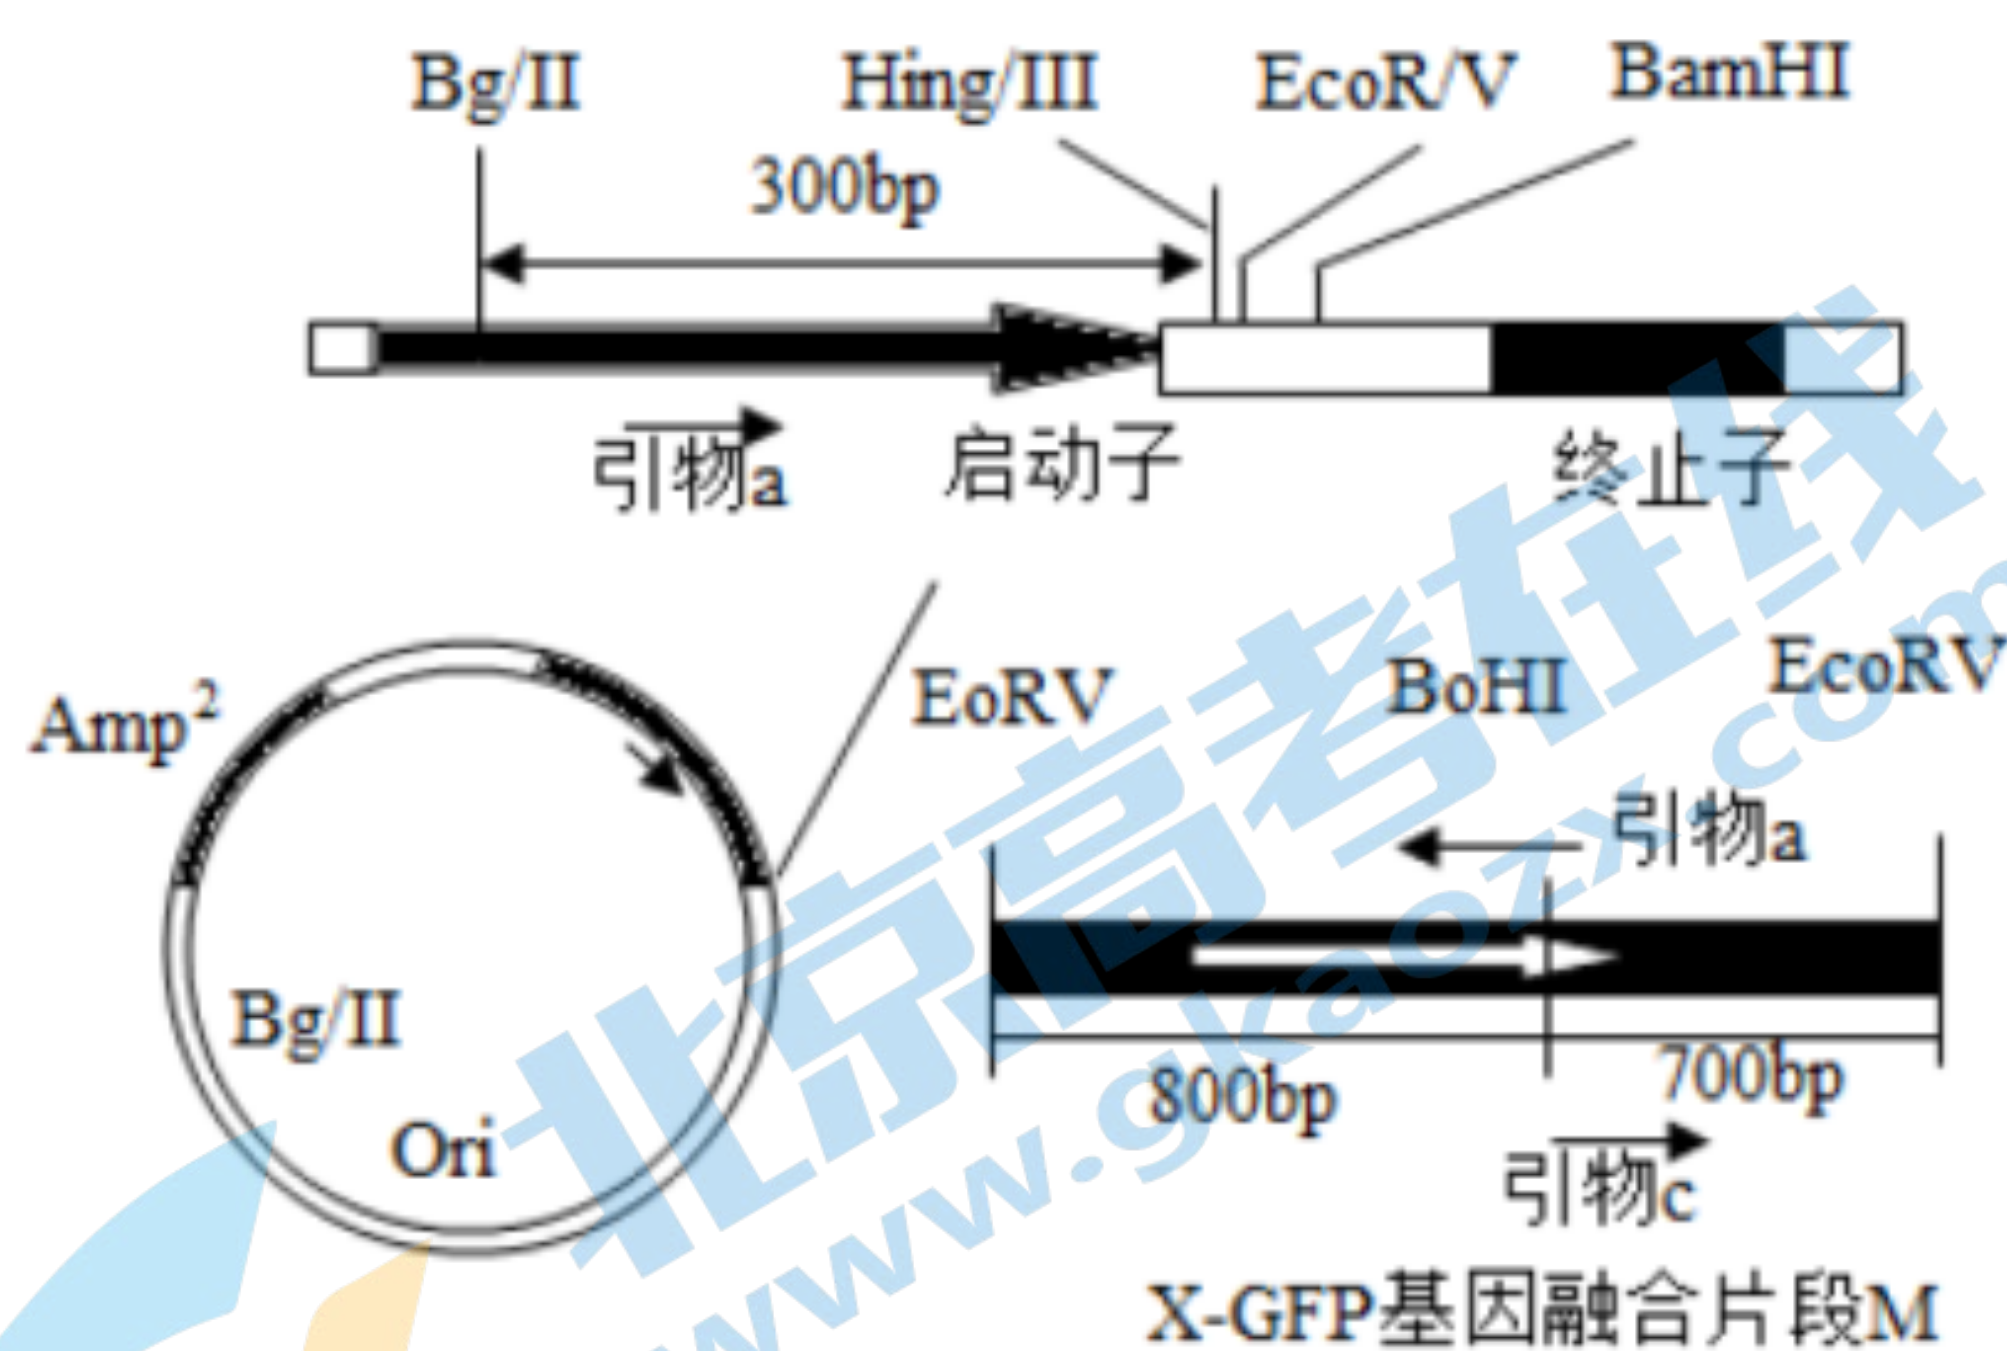 Bg/II
Hing/III
EcoR/V
BamHI
300bp
引物a
启动子
终止子
Amp²
EoRV
BoHI
EcoRV
引物a
Bg/II
Ori
800bp
700bp
引物c
X-GFP基因融合片段M
北京高考在线
www.gkaozx.com